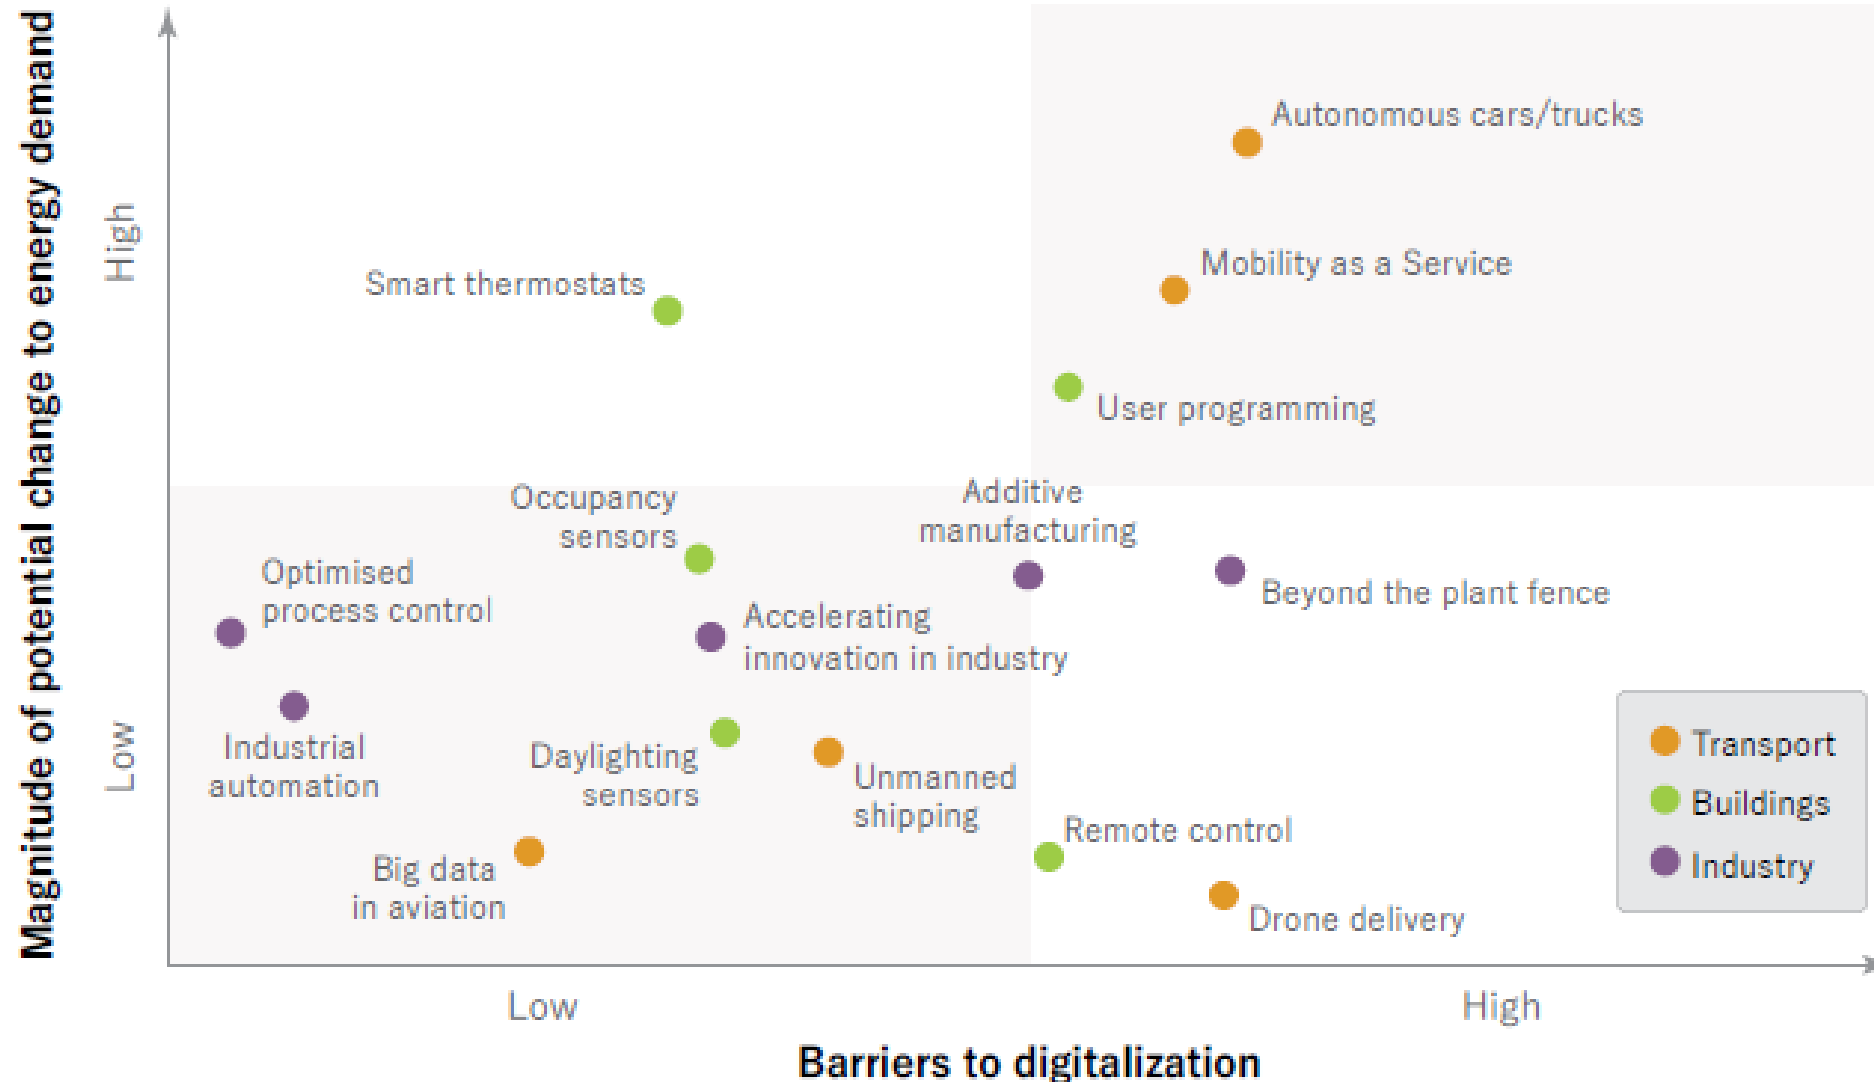 Magnitude of potential change to energy demand
High
Low
Autonomous cars/trucks
Mobility as a Service
Smart thermostats
User programming
Occupancy
sensors
Additive
manufacturing
Optimised
process control
Beyond the plant fence
Accelerating
innovation in industry
Industrial
automation
Daylighting
sensors
Unmanned
shipping
Remote control
Big data
in aviation
Drone delivery
Transport
Buildings
Industry
Low
High
Barriers to digitalization